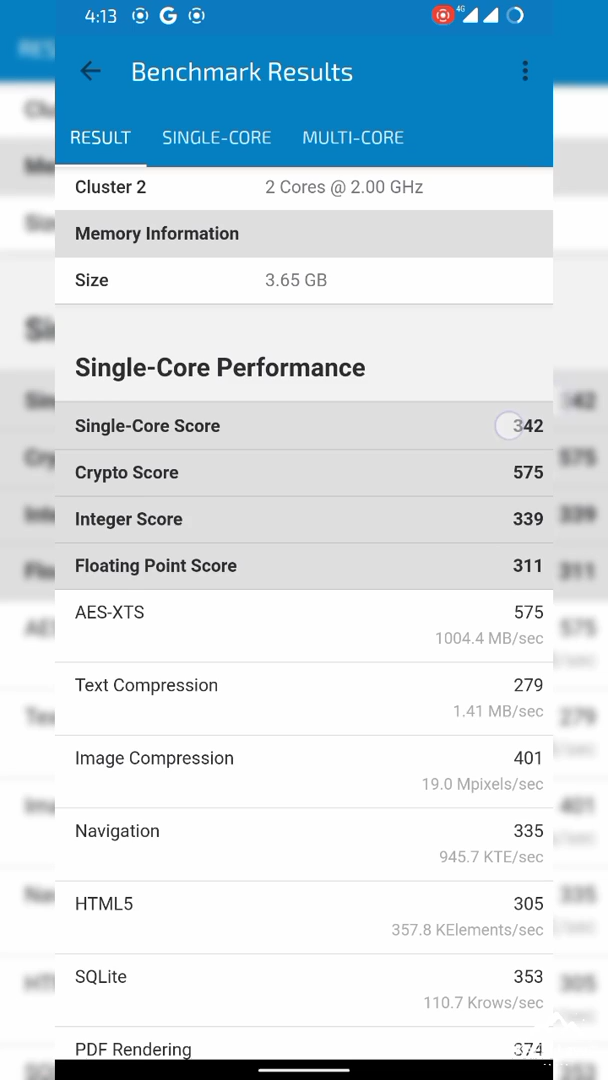 4:13 G 4G
Benchmark Results
RESULT SINGLE-CORE MULTI-CORE
Cluster 2 2 Cores @ 2.00 GHz
Memory Information
Size 3.65 GB
Single-Core Performance
Single-Core Score 342
Crypto Score 575
Integer Score 339
Floating Point Score 311
AES-XTS 575
1004.4 MB/sec
Text Compression 279
1.41 MB/sec
Image Compression 401
19.0 Mpixels/sec
Navigation 335
945.7 KTE/sec
HTML5 305
357.8 KElements/sec
SQLite 353
110.7 Krows/sec
PDF Rendering 374